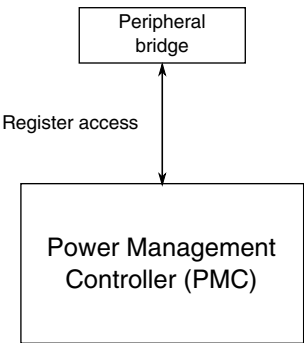 Peripheral
bridge
Register access
Power Management
Controller (PMC)